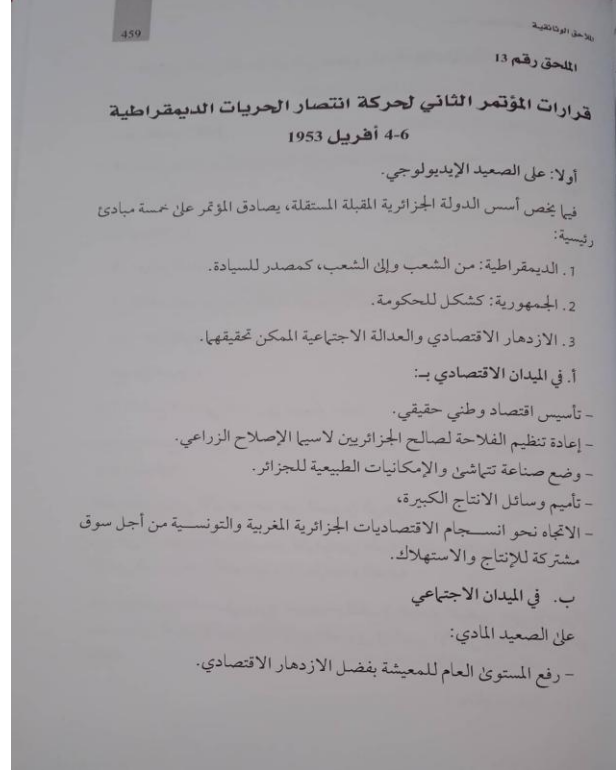 459
الملاحق الوثائقية
الملحق رقم 13
قرارات المؤتمر الثاني لحركة انتصار الحريات الديمقراطية
4-6 أفريل 1953
أولا: على الصعيد الإيديولوجي.
فيما يخص أسس الدولة الجزائرية المقبلة المستقلة، يصادق المؤتمر على خمسة مبادئ
رئيسية:
1. الديمقراطية: من الشعب وإلى الشعب، كمصدر للسيادة.
2. الجمهورية: كشكل للحكومة.
3. الازدهار الاقتصادي والعدالة الاجتماعية الممكن تحقيقهما.
أ. في الميدان الاقتصادي بـ:
- تأسيس اقتصاد وطني حقيقي.
- إعادة تنظيم الفلاحة لصالح الجزائريين لاسيما الإصلاح الزراعي.
- وضع صناعة تتماشى والإمكانيات الطبيعية للجزائر.
- تأميم وسائل الانتاج الكبيرة،
- الاتجاه نحو انسجام الاقتصاديات الجزائرية المغربية والتونسية من أجل سوق
مشتركة للإنتاج والاستهلاك.
ب. في الميدان الاجتماعي
على الصعيد المادي:
- رفع المستوى العام للمعيشة بفضل الازدهار الاقتصادي.